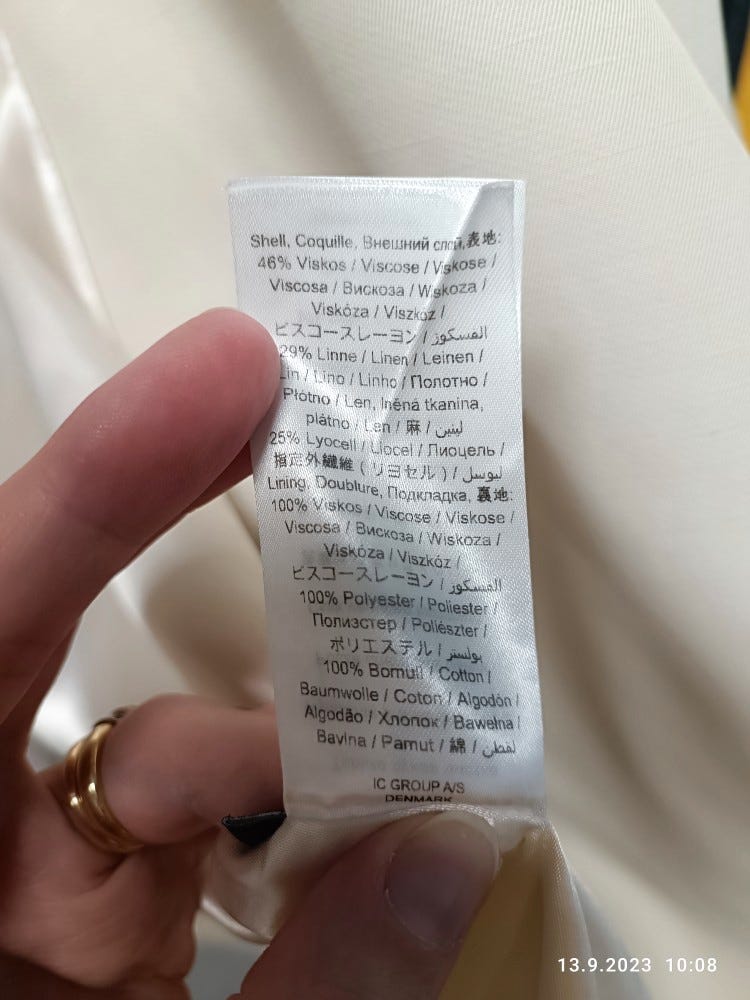 Shell, Coquille, Внешний слой,表地:
46% Viskos / Viscose / Viskose /
Viscosa / Вискоза / Wiskoza /
Viskóza / Viszkóz /
ビスコースレーヨン / الفسكوز
29% Linne / Linen / Leinen /
Lin / Lino / Linho / Полотно /
Płótno / Len, lněná tkanina,
plátno / Len / 麻 / لينين
25% Lyocell / Liocel / Лиоцель /
指定外繊維 ( リヨセル ) / ليوسل
Lining, Doublure, Подкладка, 裏地:
100% Viskos / Viscose / Viskose /
Viscosa / Вискоза / Wiskoza /
Viskóza / Viszkóz /
ビスコースレーヨン / الفسكوز
100% Polyester / Poliester /
Полиэстер / Poliészter /
ポリエステル / بولستر
100% Bomull / Cotton /
Baumwolle / Coton / Algodón /
Algodão / Хлопок / Bawełna /
Bavlna / Pamut / 綿 / لقطن
IC GROUP A/S
DENMARK
13.9.2023 10:08